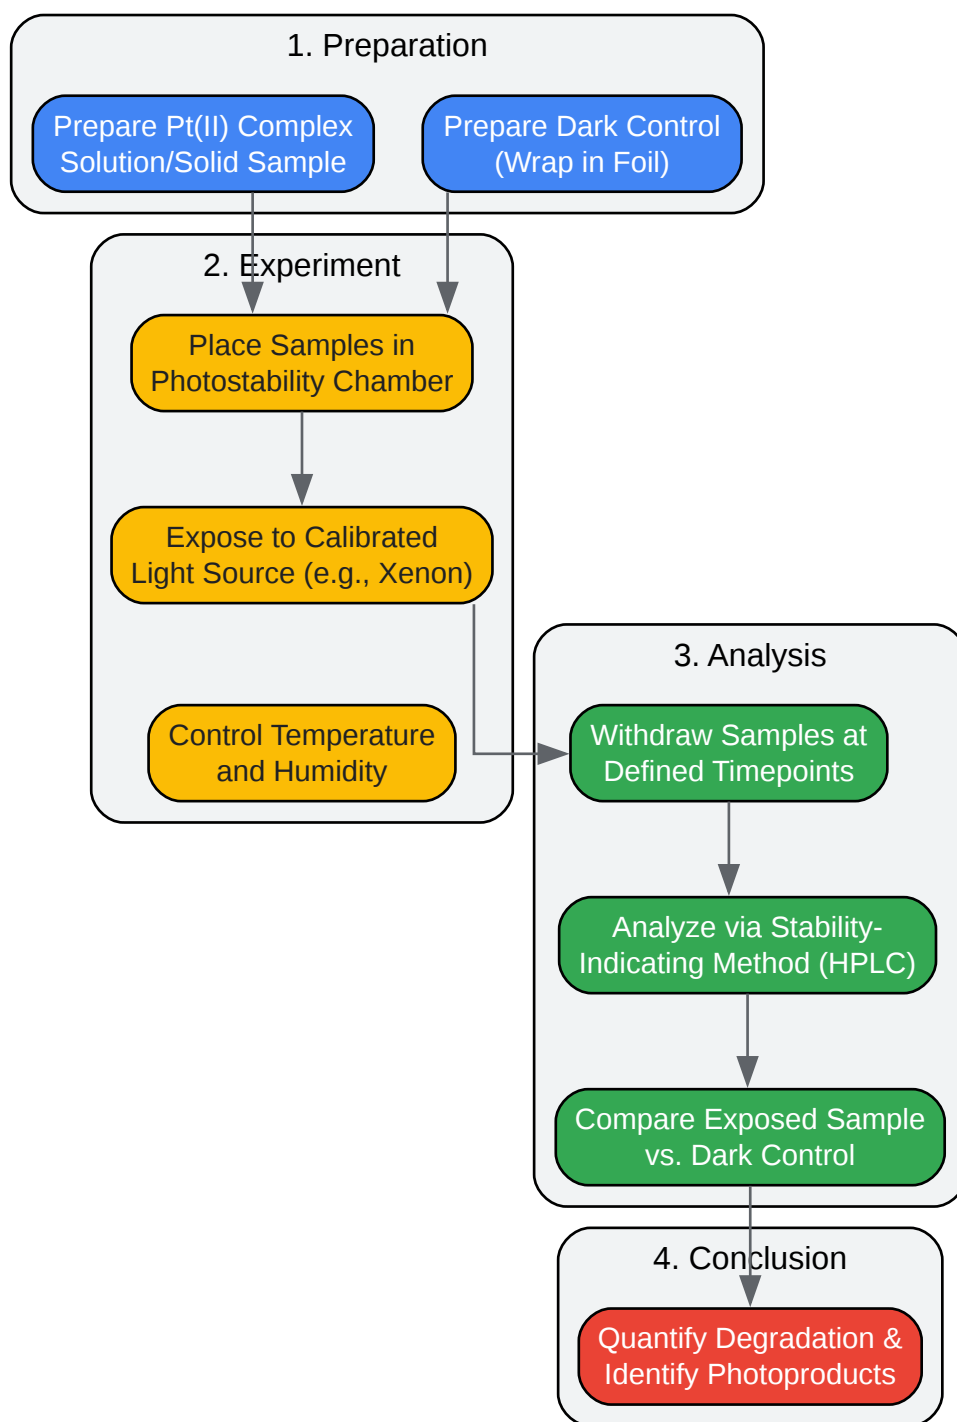 1. Preparation
Prepare Pt(II) Complex
Solution/Solid Sample
Prepare Dark Control
(Wrap in Foil)
2. Experiment
Place Samples in
Photostability Chamber
Expose to Calibrated
Light Source (e.g., Xenon)
Control Temperature
and Humidity
3. Analysis
Withdraw Samples at
Defined Timepoints
Analyze via Stability-
Indicating Method (HPLC)
Compare Exposed Sample
vs. Dark Control
4. Conclusion
Quantify Degradation &
Identify Photoproducts